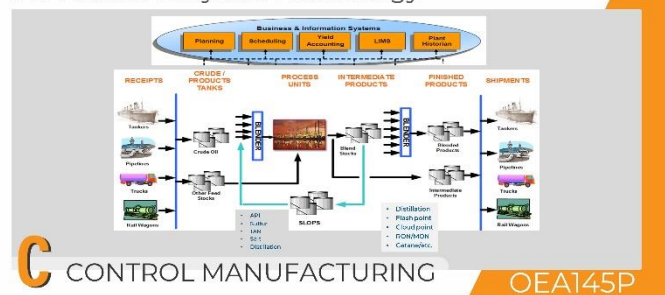 Business & Information Systems
Planning
Scheduling
Yield
Accounting
LIMS
Plant
Historian
RECEIPTS
CRUDE /
PRODUCTS
TANKS
PROCESS
UNITS
INTERMEDIATE
PRODUCTS
FINISHED
PRODUCTS
SHIPMENTS
Tankers
Pipelines
Trucks
Rail Wagons
Crude Oil
Other Feed
Stocks
BLENDER
Blend
Stocks
BLENDER
SLOPS
Blended
Products
Intermediate
Products
Tankers
Pipelines
Trucks
Rail Wagons
• API
• Sulfur
• TAN
• Salt
• Distillation
• Distillation
• Flash point
• Cloud point
• RON/MON
• Cetane/etc.
C CONTROL MANUFACTURING
OEA145P